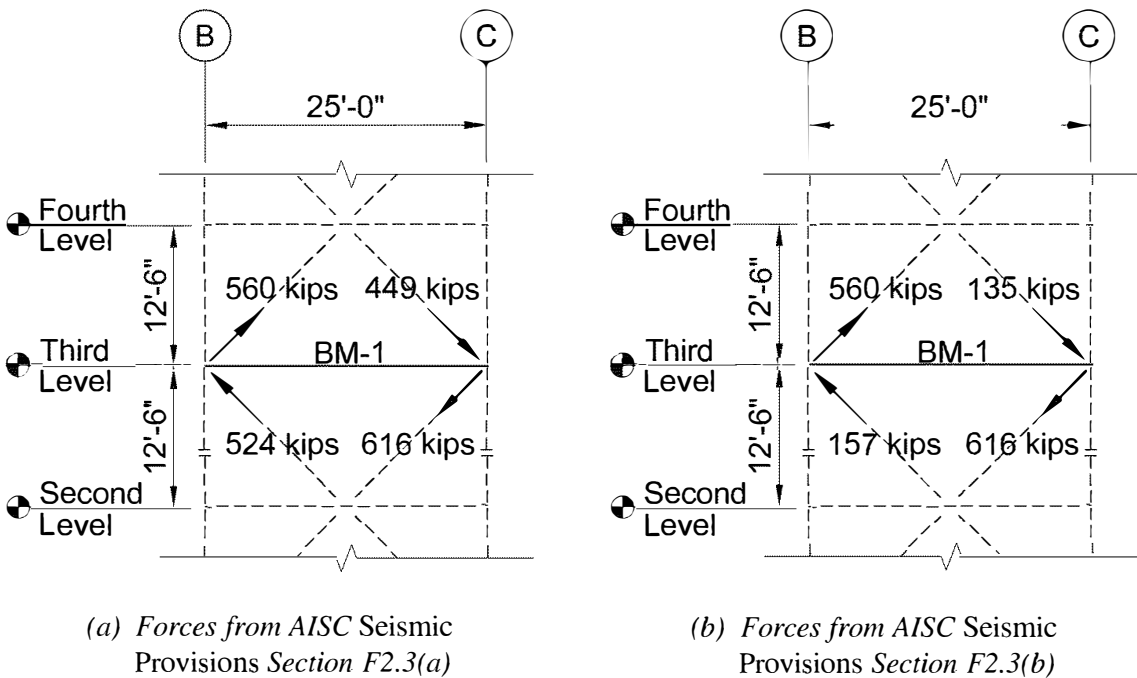 B
C
25'-0"
Fourth
Level
12'-6"
560 kips
449 kips
Third
Level
BM-1
12'-6"
524 kips
616 kips
Second
Level
(a) Forces from AISC Seismic
Provisions Section F2.3(a)
B
C
25'-0"
Fourth
Level
12'-6"
560 kips
135 kips
Third
Level
BM-1
12'-6"
157 kips
616 kips
Second
Level
(b) Forces from AISC Seismic
Provisions Section F2.3(b)